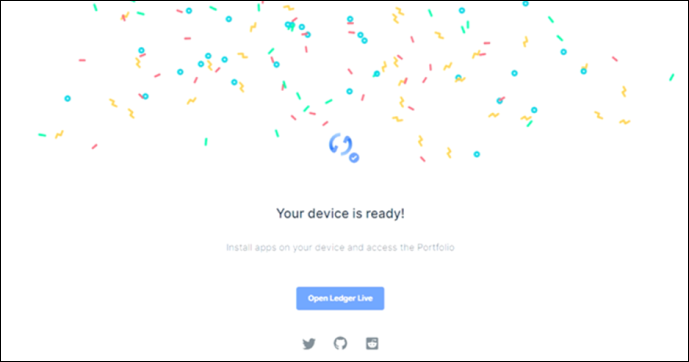 Your device is ready!
Install apps on your device and access the Portfolio
Open Ledger Live